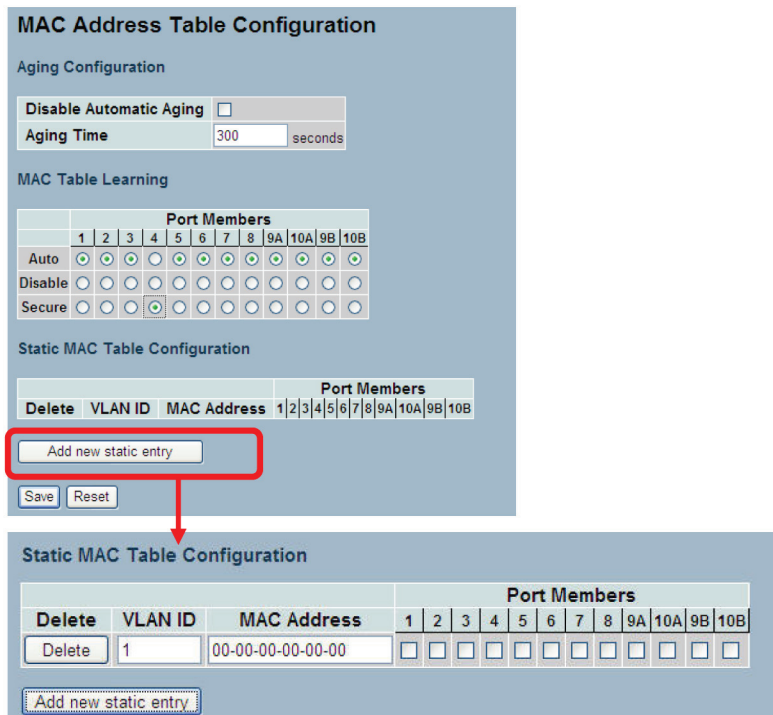 MAC Address Table Configuration
Aging Configuration
Disable Automatic Aging
Aging Time 300 seconds
MAC Table Learning
Port Members
1 2 3 4 5 6 7 8 9A 10A 9B 10B
Auto
Disable
Secure
Static MAC Table Configuration
Port Members
Delete VLAN ID MAC Address 1 2 3 4 5 6 7 8 9A 10A 9B 10B
Add new static entry
Save Reset
Static MAC Table Configuration
Port Members
Delete VLAN ID MAC Address 1 2 3 4 5 6 7 8 9A 10A 9B 10B
Delete 1 00-00-00-00-00-00
Add new static entry